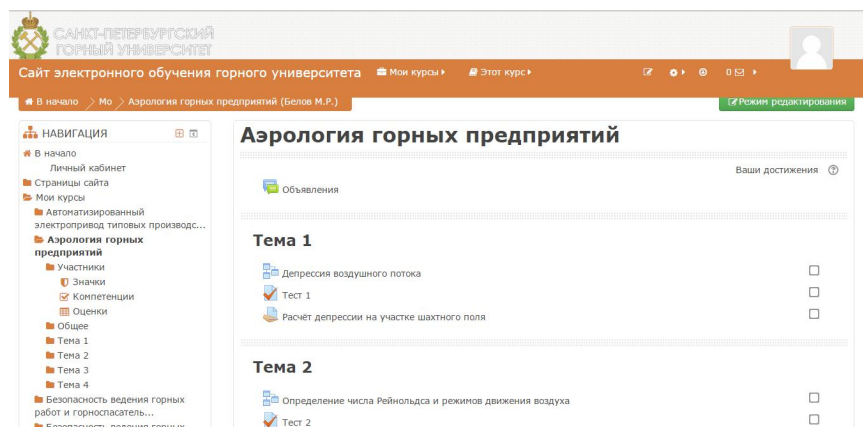 САНКТ-ПЕТЕРБУРГСКИЙ
ГОРНЫЙ УНИВЕРСИТЕТ
Сайт электронного обучения горного университета Мои курсы Этот курс 0
В начало Мо Аэрология горных предприятий (Белов М.Р.) Режим редактирования
НАВИГАЦИЯ
В начало
Личный кабинет
Страницы сайта
Мои курсы
Автоматизированный
электропривод типовых производс...
Аэрология горных
предприятий
Участники
Значки
Компетенции
Оценки
Общее
Тема 1
Тема 2
Тема 3
Тема 4
Безопасность ведения горных
работ и горноспасатель...
Безопасность ведения горных
Аэрология горных предприятий
Ваши достижения
Объявления
Тема 1
Депрессия воздушного потока
Тест 1
Расчёт депрессии на участке шахтного поля
Тема 2
Определение числа Рейнольдса и режимов движения воздуха
Тест 2